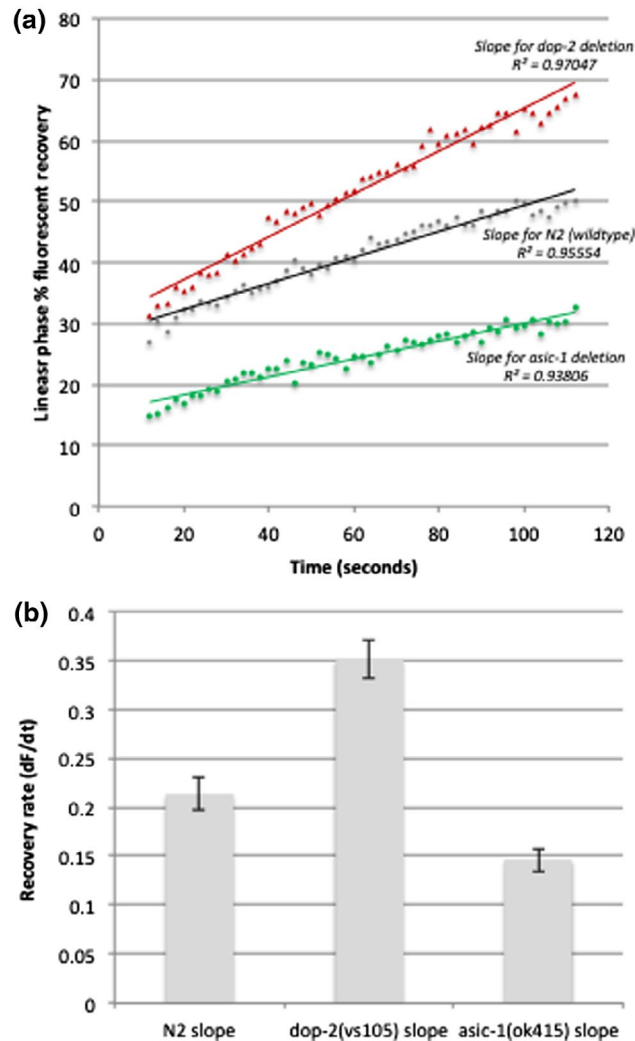 (a)
80
70
60
50
40
30
20
10
0
Lineasr phase % fluorescent recovery
Slope for dop-2 deletion
R² = 0.97047
Slope for N2 (wildtype)
R² = 0.95554
Slope for asic-1 deletion
R² = 0.93806
0 20 40 60 80 100 120
Time (seconds)
(b)
0.4
0.35
0.3
0.25
0.2
0.15
0.1
0.05
0
Recovery rate (dF/dt)
N2 slope dop-2(vs105) slope asic-1(ok415) slope